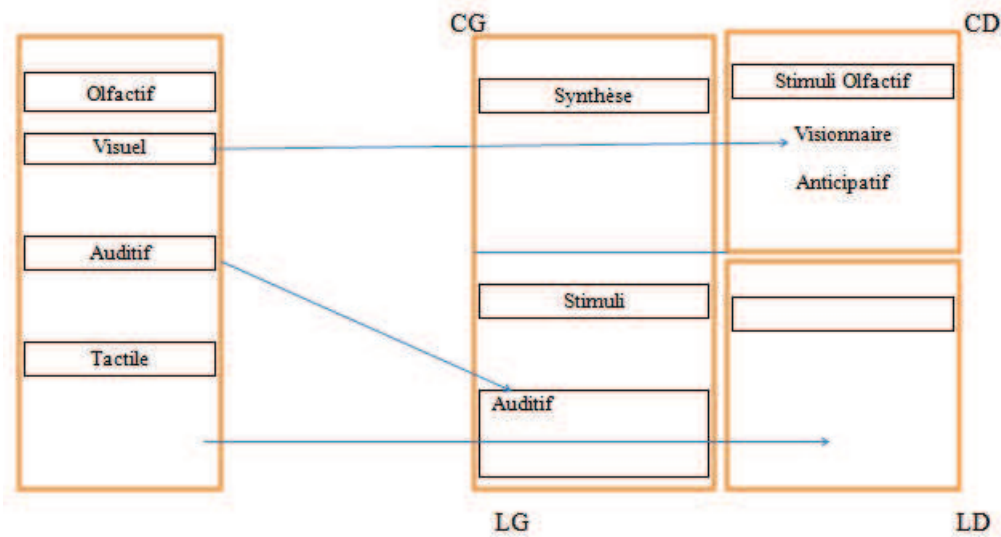 CG
CD
Olfactif
Visuel
Auditif
Tactile
Synthèse
Stimuli
Auditif
Stimuli Olfactif
Visionnaire
Anticipatif
LG
LD